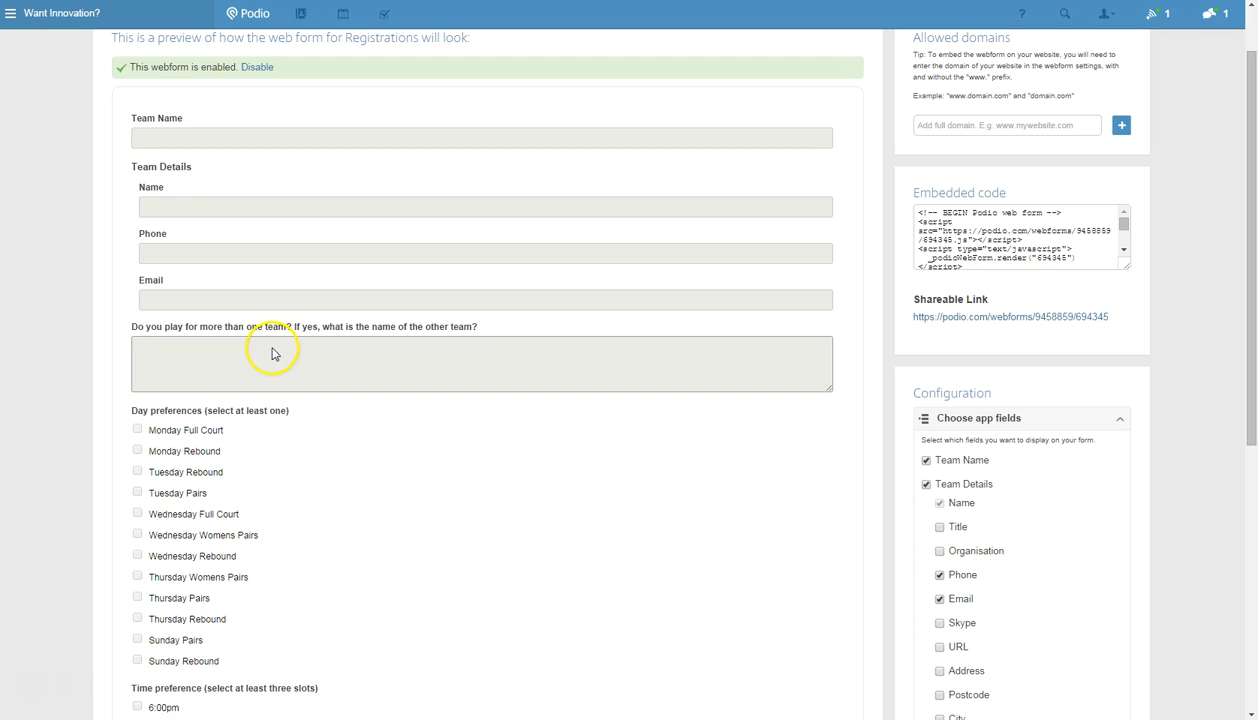 Want Innovation?
Podio
?
1
1
This is a preview of how the web form for Registrations will look:
This webform is enabled. Disable
Team Name
Team Details
Name
Phone
Email
Do you play for more than one team? If yes, what is the name of the other team?
Day preferences (select at least one)
Monday Full Court
Monday Rebound
Tuesday Rebound
Tuesday Pairs
Wednesday Full Court
Wednesday Womens Pairs
Wednesday Rebound
Thursday Womens Pairs
Thursday Pairs
Thursday Rebound
Sunday Pairs
Sunday Rebound
Time preference (select at least three slots)
6:00pm
Allowed domains
Tip: To embed the webform on your website, you will need to
enter the domain of your website in the webform settings, with
and without the "www." prefix.
Example: "www.domain.com" and "domain.com"
Add full domain. E.g. www.mywebsite.com
+
Embedded code
<!-- BEGIN Podio web form -->
<script
src="https://podio.com/webforms/9458859
/694345.js"></script>
<script type="text/javascript">
_podioWebForm.render("694345")
</script>
Shareable Link
https://podio.com/webforms/9458859/694345
Configuration
Choose app fields
Select which fields you want to display on your form.
Team Name
Team Details
Name
Title
Organisation
Phone
Email
Skype
URL
Address
Postcode
City